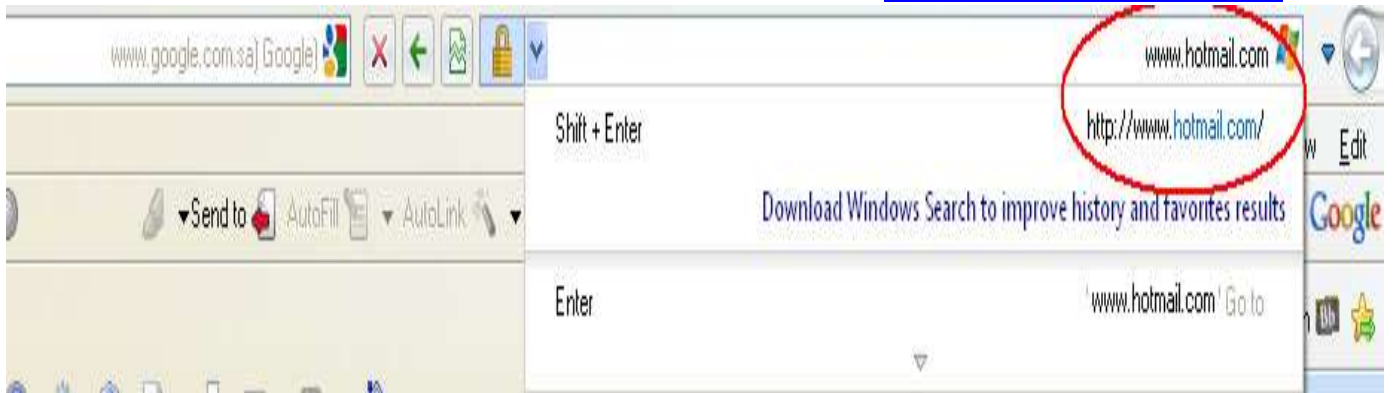 www.google.com.sa) Google)
www.hotmail.com
Shift + Enter
http://www.hotmail.com/
Edit
Send to
AutoFill
AutoLink
Download Windows Search to improve history and favorites results
Google
Enter
'www.hotmail.com' Go to
Bb